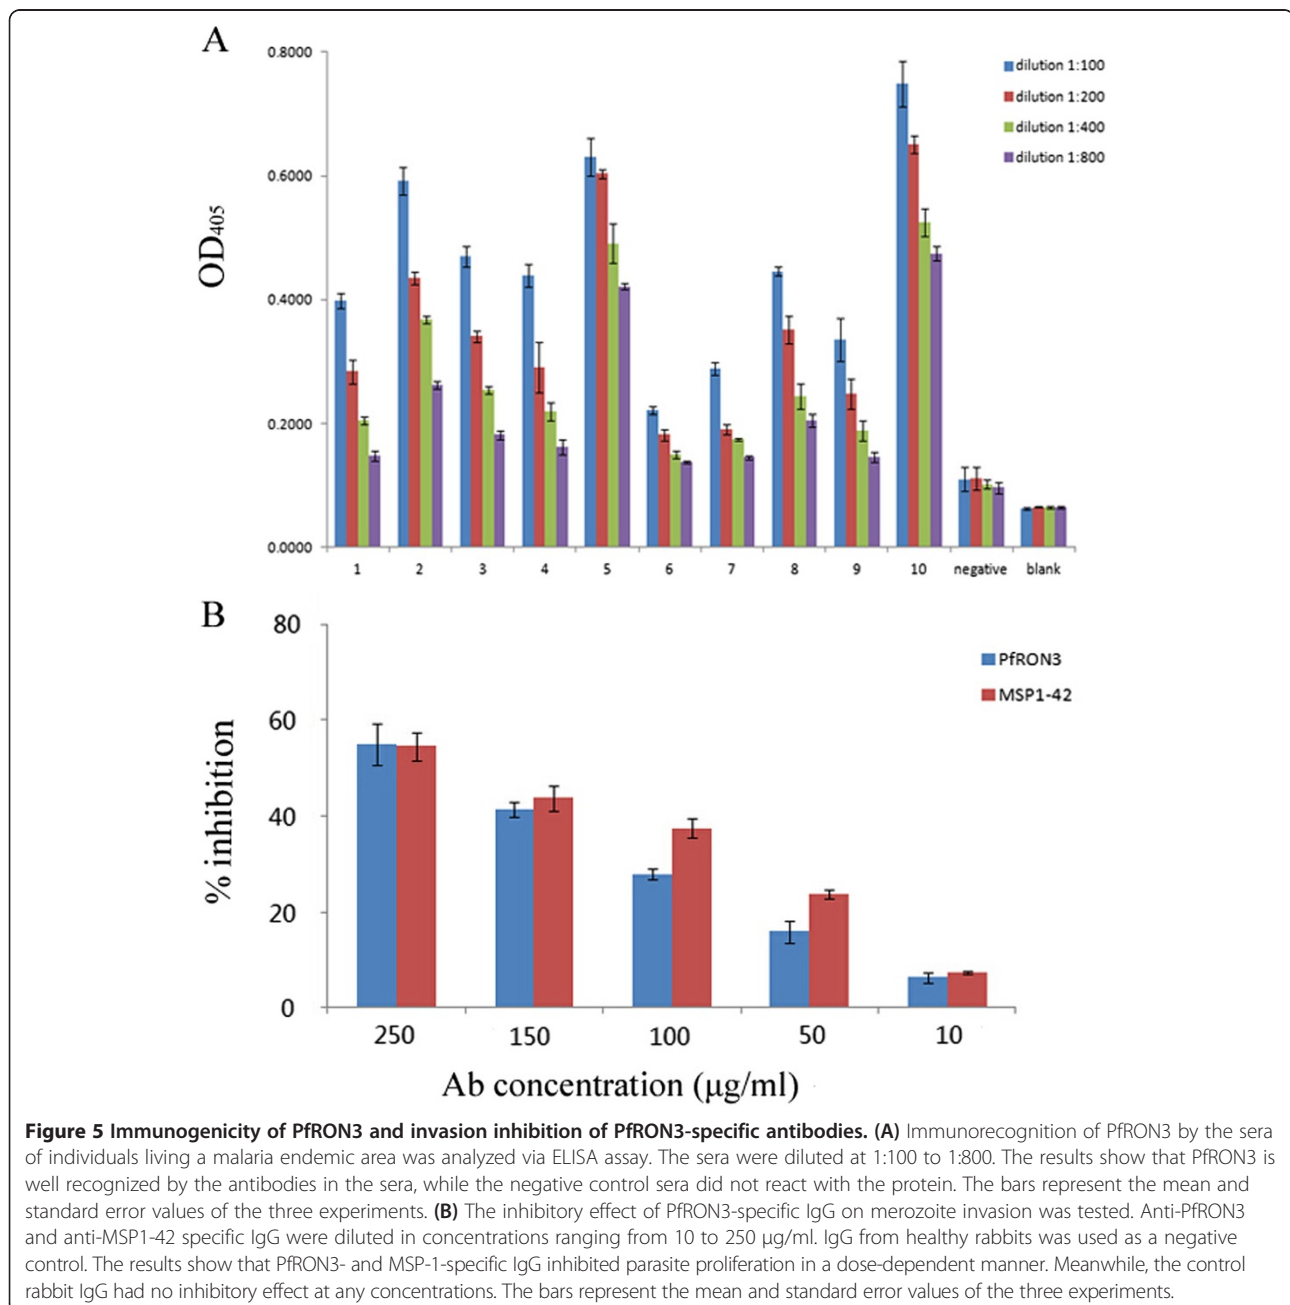 A
0.8000
0.6000
0.4000
0.2000
0.0000
OD405
dilution 1:100
dilution 1:200
dilution 1:400
dilution 1:800
1 2 3 4 5 6 7 8 9 10 negative blank
B
80
60
40
20
0
% inhibition
PfRON3
MSP1-42
250 150 100 50 10
Ab concentration (µg/ml)
Figure 5 Immunogenicity of PfRON3 and invasion inhibition of PfRON3-specific antibodies. (A) Immunorecognition of PfRON3 by the sera
of individuals living a malaria endemic area was analyzed via ELISA assay. The sera were diluted at 1:100 to 1:800. The results show that PfRON3 is
well recognized by the antibodies in the sera, while the negative control sera did not react with the protein. The bars represent the mean and
standard error values of the three experiments. (B) The inhibitory effect of PfRON3-specific IgG on merozoite invasion was tested. Anti-PfRON3
and anti-MSP1-42 specific IgG were diluted in concentrations ranging from 10 to 250 µg/ml. IgG from healthy rabbits was used as a negative
control. The results show that PfRON3- and MSP-1-specific IgG inhibited parasite proliferation in a dose-dependent manner. Meanwhile, the control
rabbit IgG had no inhibitory effect at any concentrations. The bars represent the mean and standard error values of the three experiments.